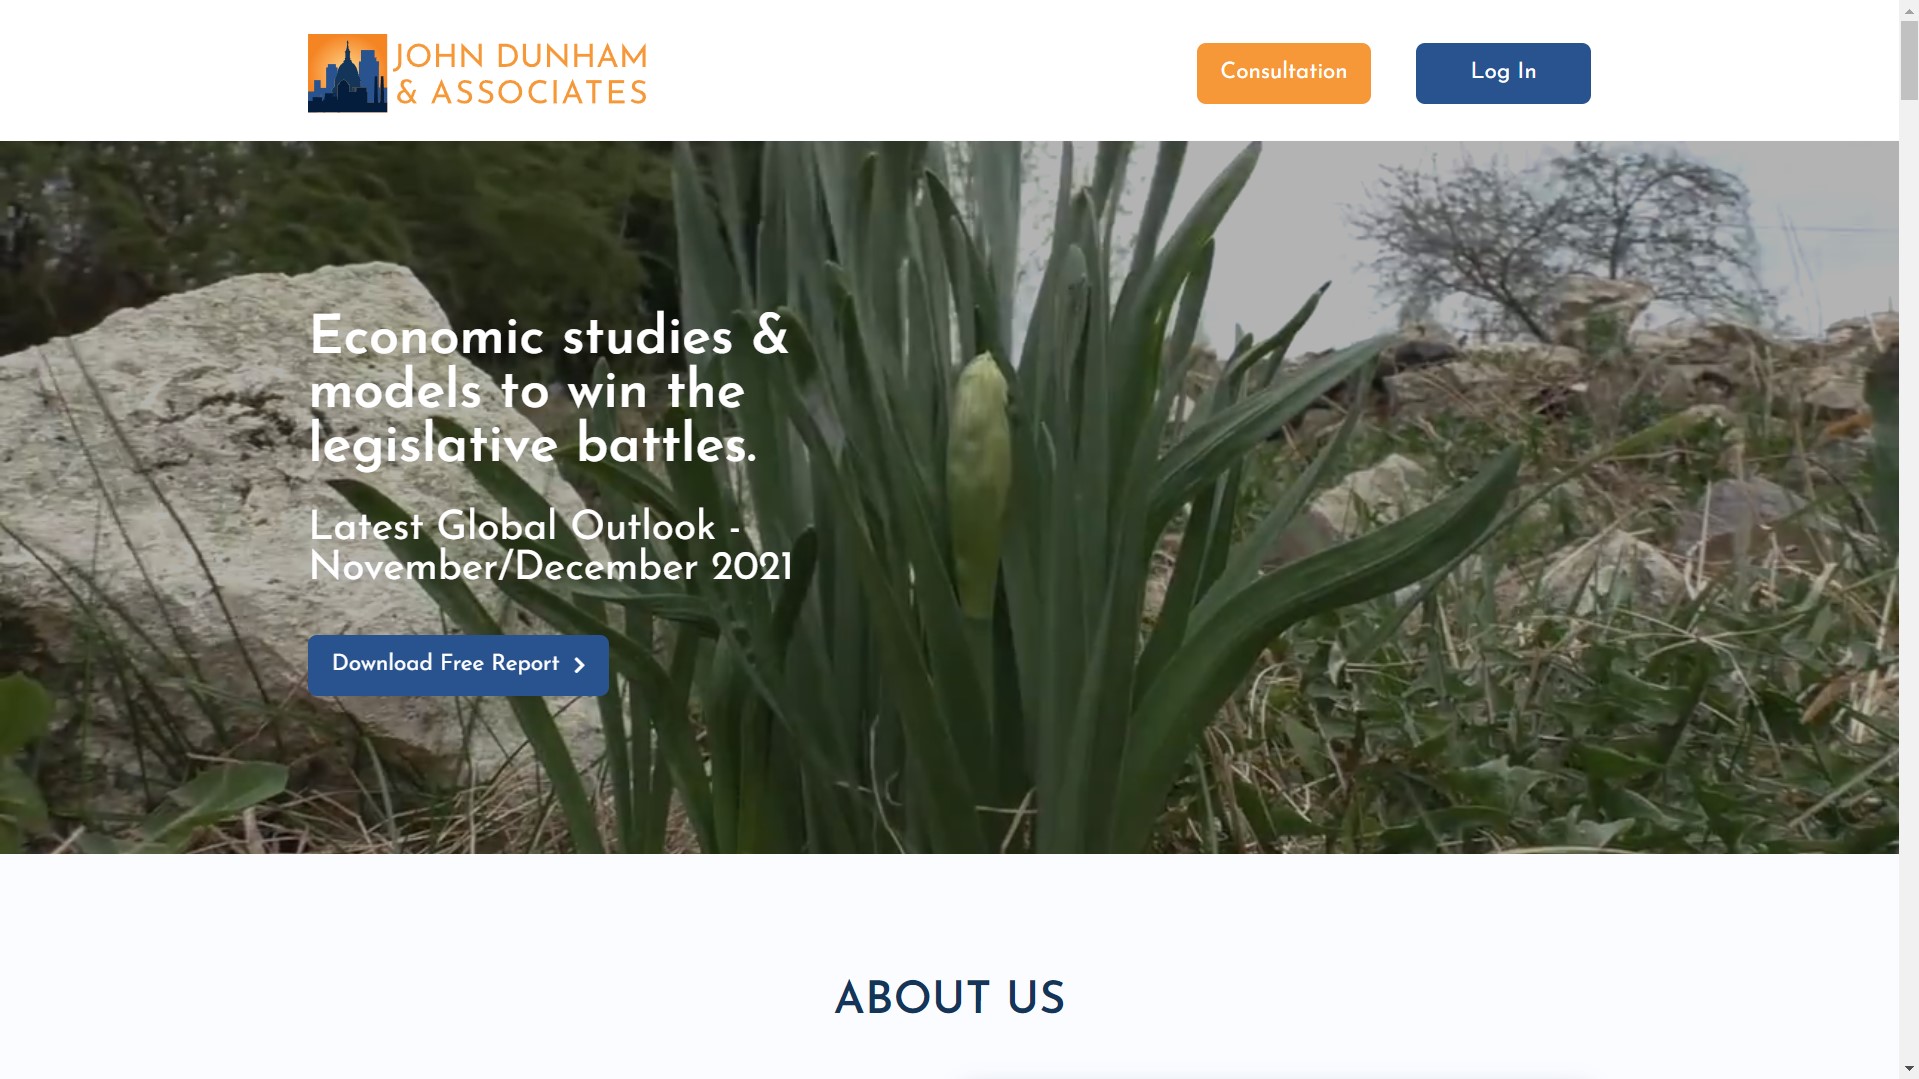 JOHN DUNHAM
& ASSOCIATES
Consultation
Log In
Economic studies &
models to win the
legislative battles.
Latest Global Outlook -
November/December 2021
Download Free Report
ABOUT US